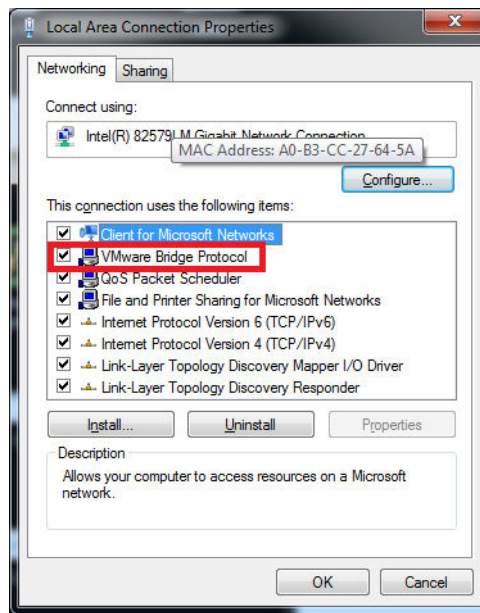 Local Area Connection Properties
Networking
Sharing
Connect using:
Intel(R) 82579LM Gigabit Network Connection
MAC Address: A0-B3-CC-27-64-5A
Configure...
This connection uses the following items:
Client for Microsoft Networks
VMware Bridge Protocol
QoS Packet Scheduler
File and Printer Sharing for Microsoft Networks
Internet Protocol Version 6 (TCP/IPv6)
Internet Protocol Version 4 (TCP/IPv4)
Link-Layer Topology Discovery Mapper I/O Driver
Link-Layer Topology Discovery Responder
Install...
Uninstall
Properties
Description
Allows your computer to access resources on a Microsoft
network.
OK
Cancel